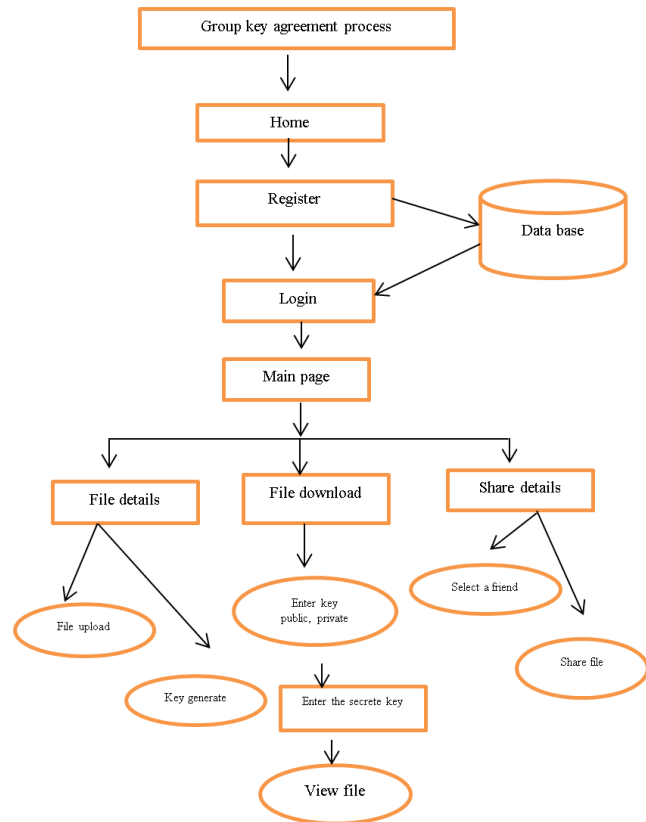 Group key agreement process
Home
Register
Data base
Login
Main page
File details
File download
Share details
Select a friend
Enter key
public, private
File upload
Share file
Key generate
Enter the secrete key
View file